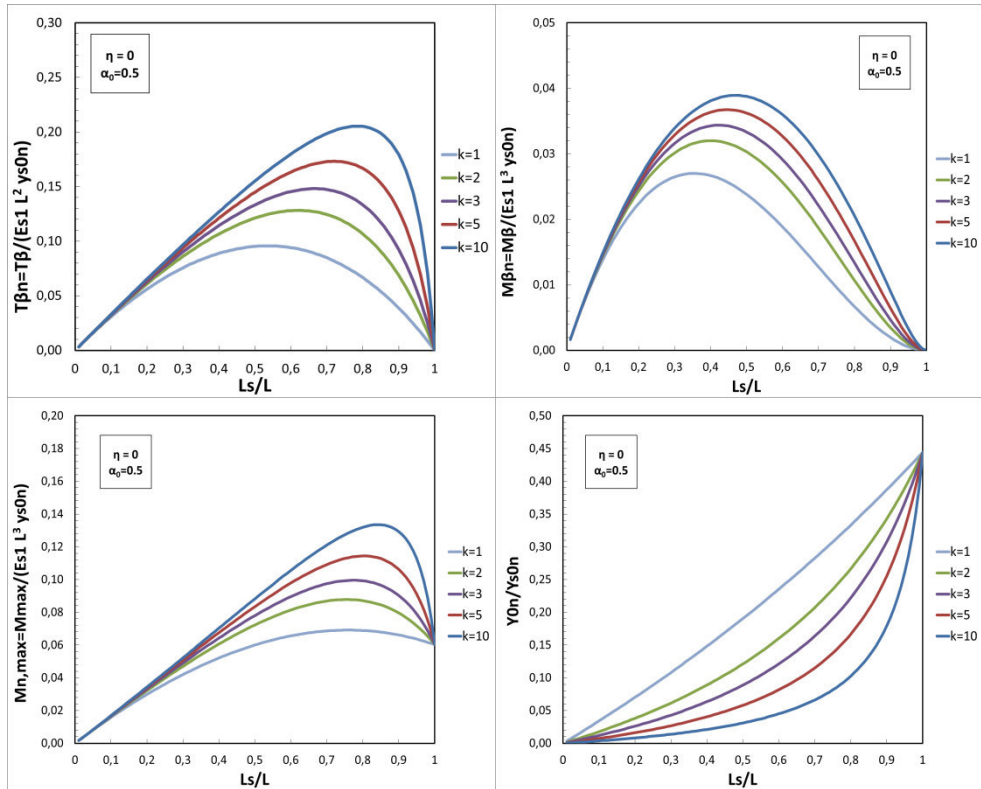 0,30
0,25
0,20
0,15
0,10
0,05
0,00
Tβn=Tβ/(Es1 L² ys0n)
η = 0
α₀=0.5
k=1
k=2
k=3
k=5
k=10
0 0,1 0,2 0,3 0,4 0,5 0,6 0,7 0,8 0,9 1
Ls/L
0,05
0,04
0,03
0,02
0,01
0,00
Mβn=Mβ/(Es1 L³ ys0n)
η = 0
α₀=0.5
k=1
k=2
k=3
k=5
k=10
0 0,1 0,2 0,3 0,4 0,5 0,6 0,7 0,8 0,9 1
Ls/L
0,20
0,18
0,16
0,14
0,12
0,10
0,08
0,06
0,04
0,02
0,00
Mn,max=Mmax/(Es1 L³ ys0n)
η = 0
α₀=0.5
k=1
k=2
k=3
k=5
k=10
0 0,1 0,2 0,3 0,4 0,5 0,6 0,7 0,8 0,9 1
Ls/L
0,50
0,45
0,40
0,35
0,30
0,25
0,20
0,15
0,10
0,05
0,00
Y0n/Ys0n
η = 0
α₀=0.5
k=1
k=2
k=3
k=5
k=10
0 0,1 0,2 0,3 0,4 0,5 0,6 0,7 0,8 0,9 1
Ls/L